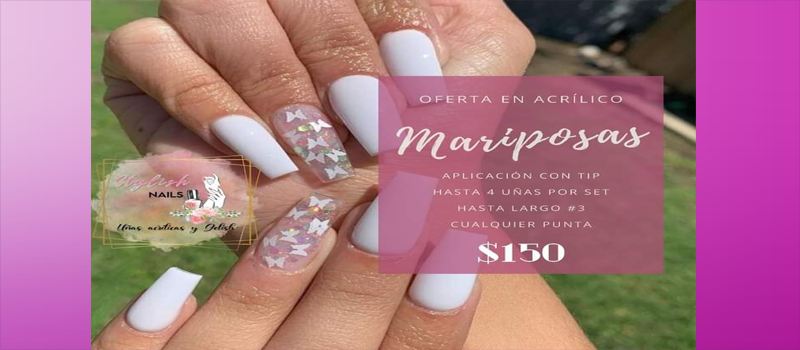 OFERTA EN ACRÍLICO
Mariposas
APLICACIÓN CON TIP
HASTA 4 UÑAS POR SET
HASTA LARGO #3
CUALQUIER PUNTA
$150
Stylish
NAILS
Uñas acrílicas y Gelish